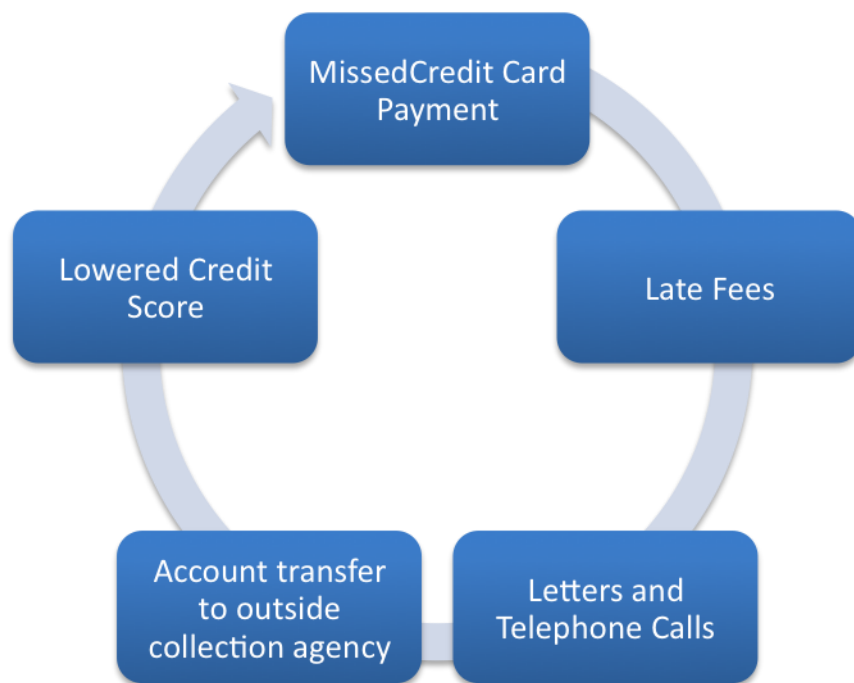 MissedCredit Card
Payment
Late Fees
Letters and
Telephone Calls
Account transfer
to outside
collection agency
Lowered Credit
Score